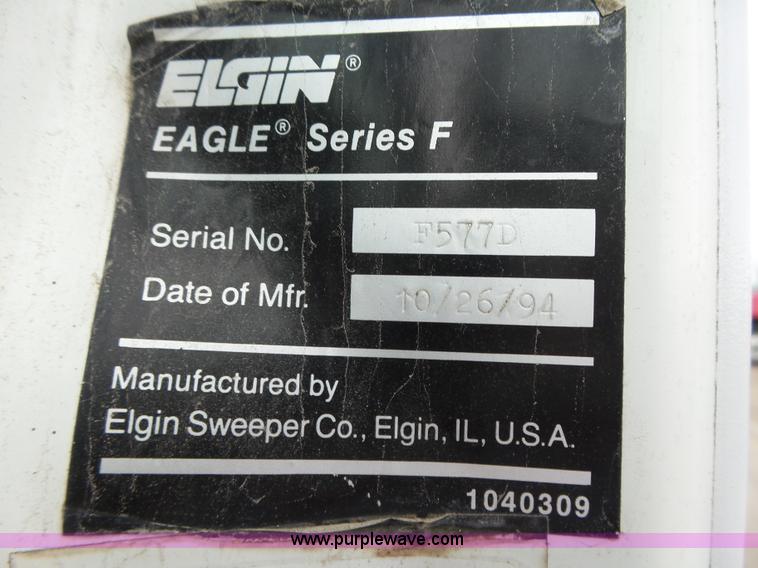 ELGIN®
EAGLE® Series F
Serial No. F577D
Date of Mfr. 10/26/94
Manufactured by
Elgin Sweeper Co., Elgin, IL, U.S.A.
1040309
www.purplewave.com